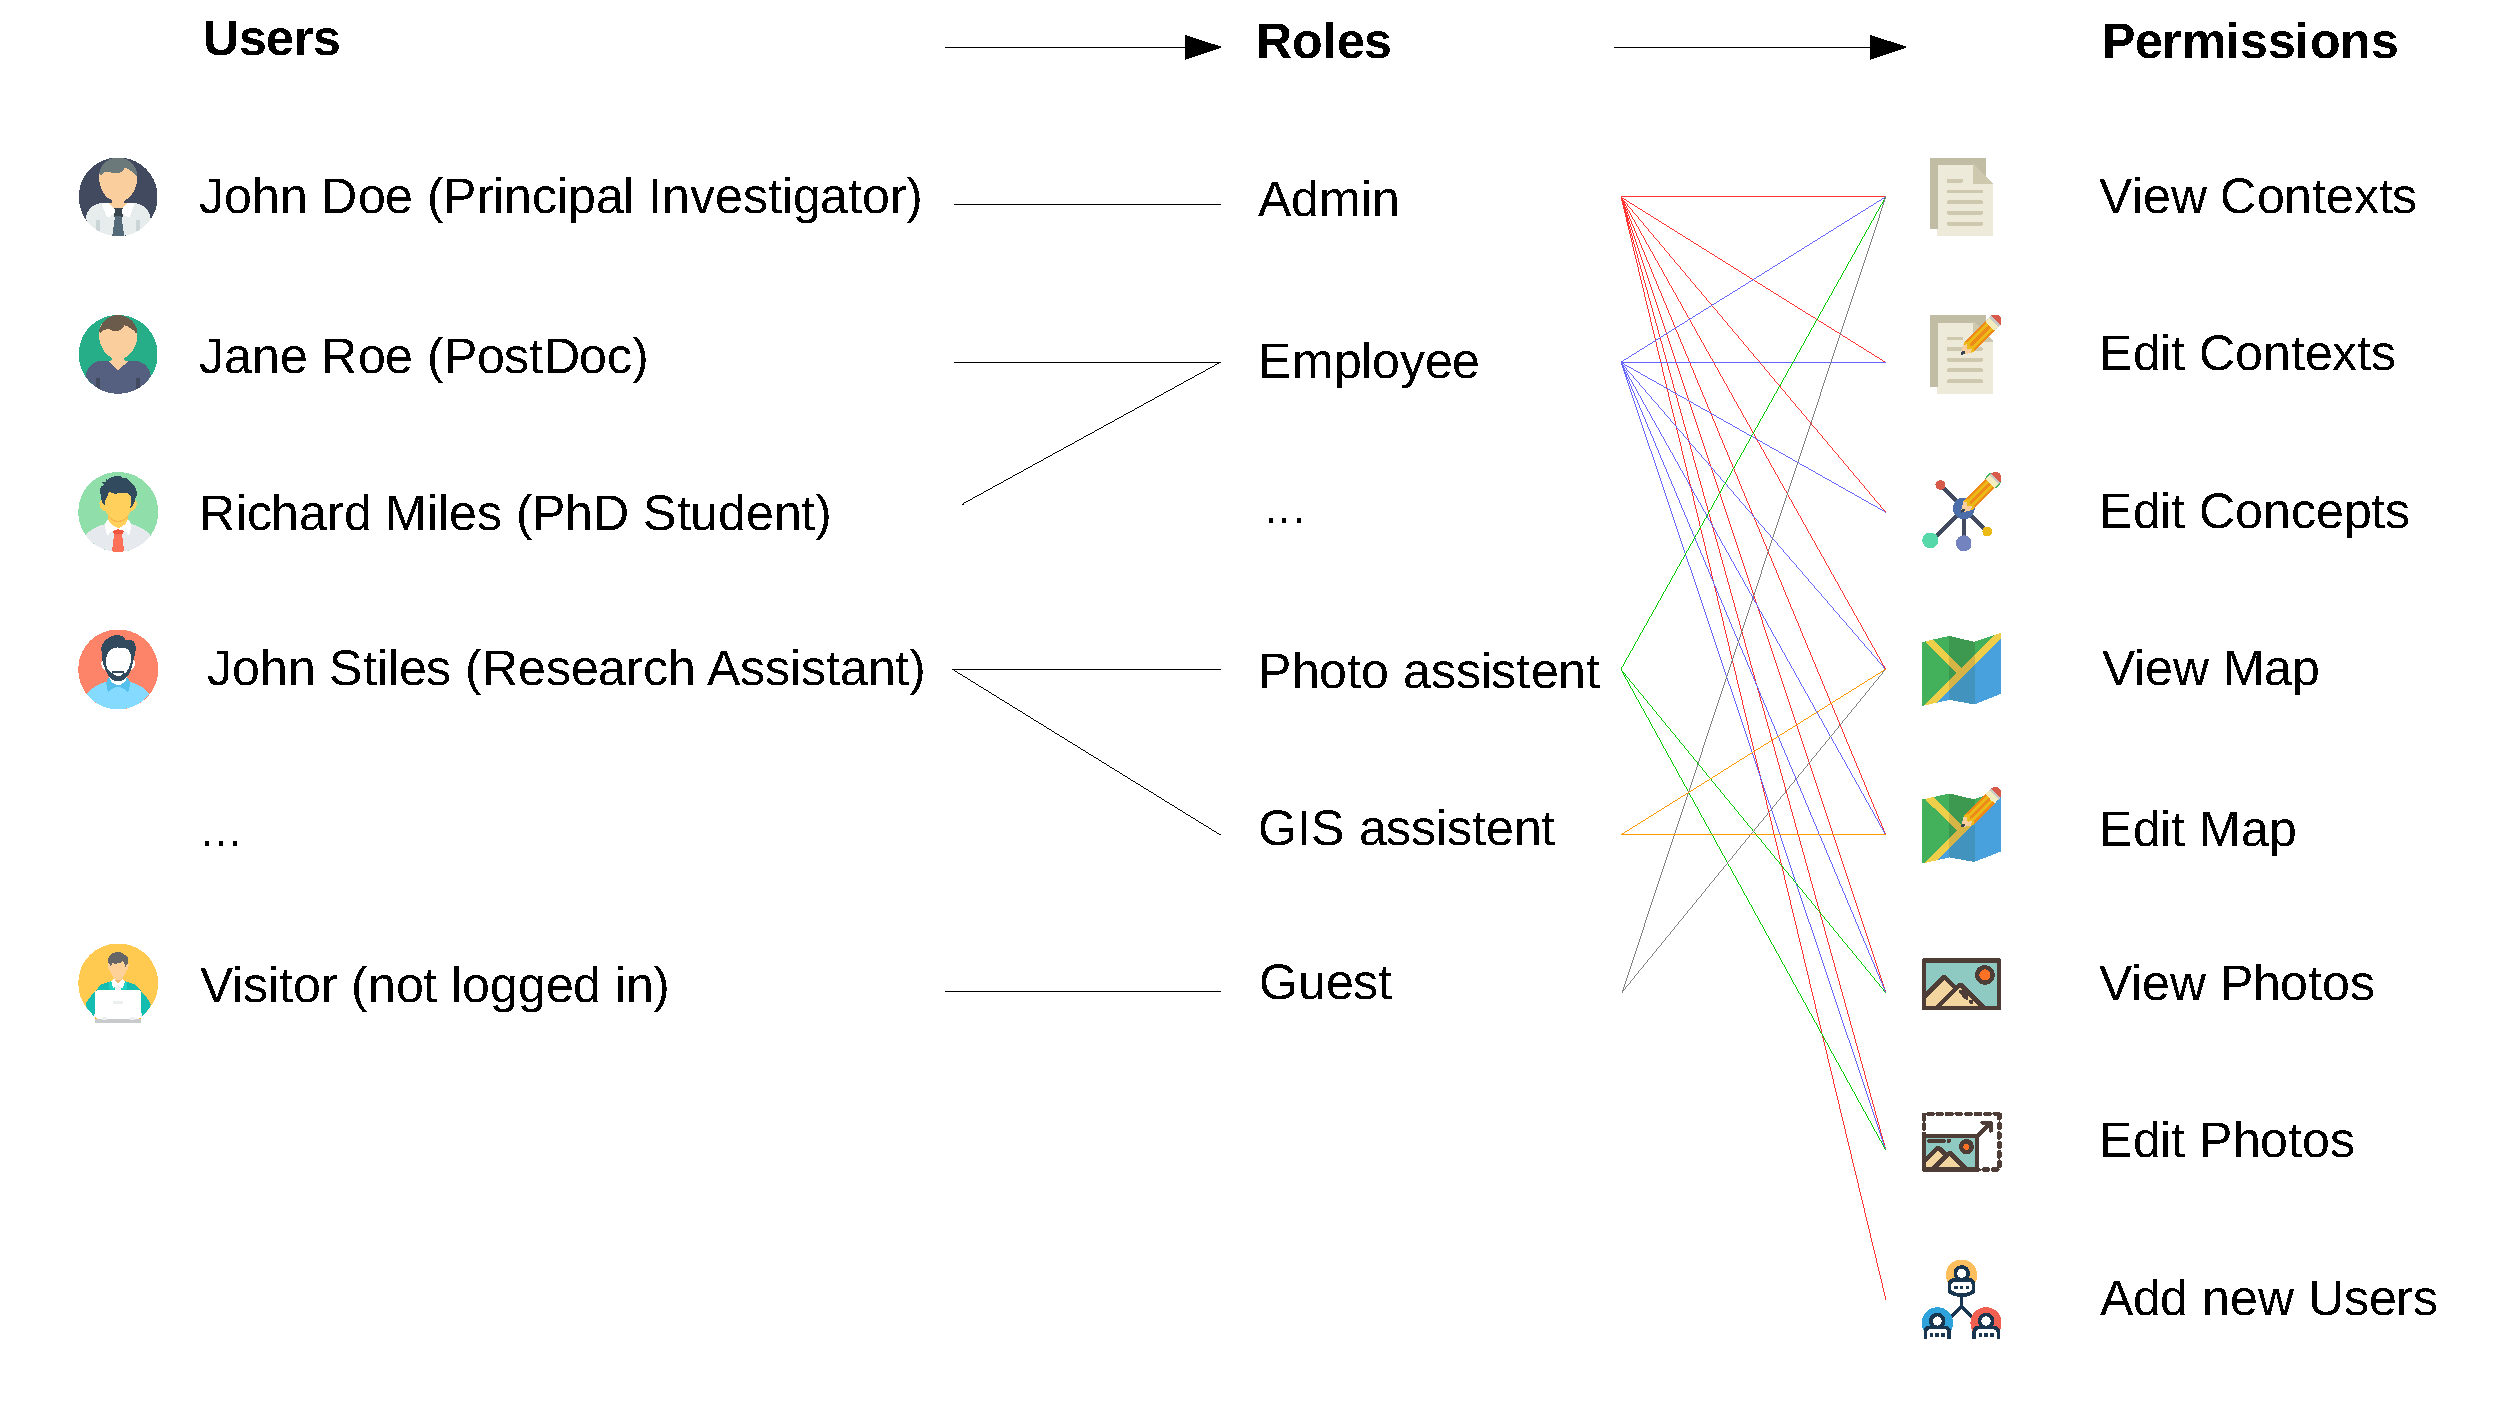 Users
Roles
Permissions
John Doe (Principal Investigator)
Admin
View Contexts
Jane Roe (PostDoc)
Employee
Edit Contexts
Richard Miles (PhD Student)
...
Edit Concepts
John Stiles (Research Assistant)
Photo assistent
View Map
...
GIS assistent
Edit Map
Visitor (not logged in)
Guest
View Photos
Edit Photos
Add new Users